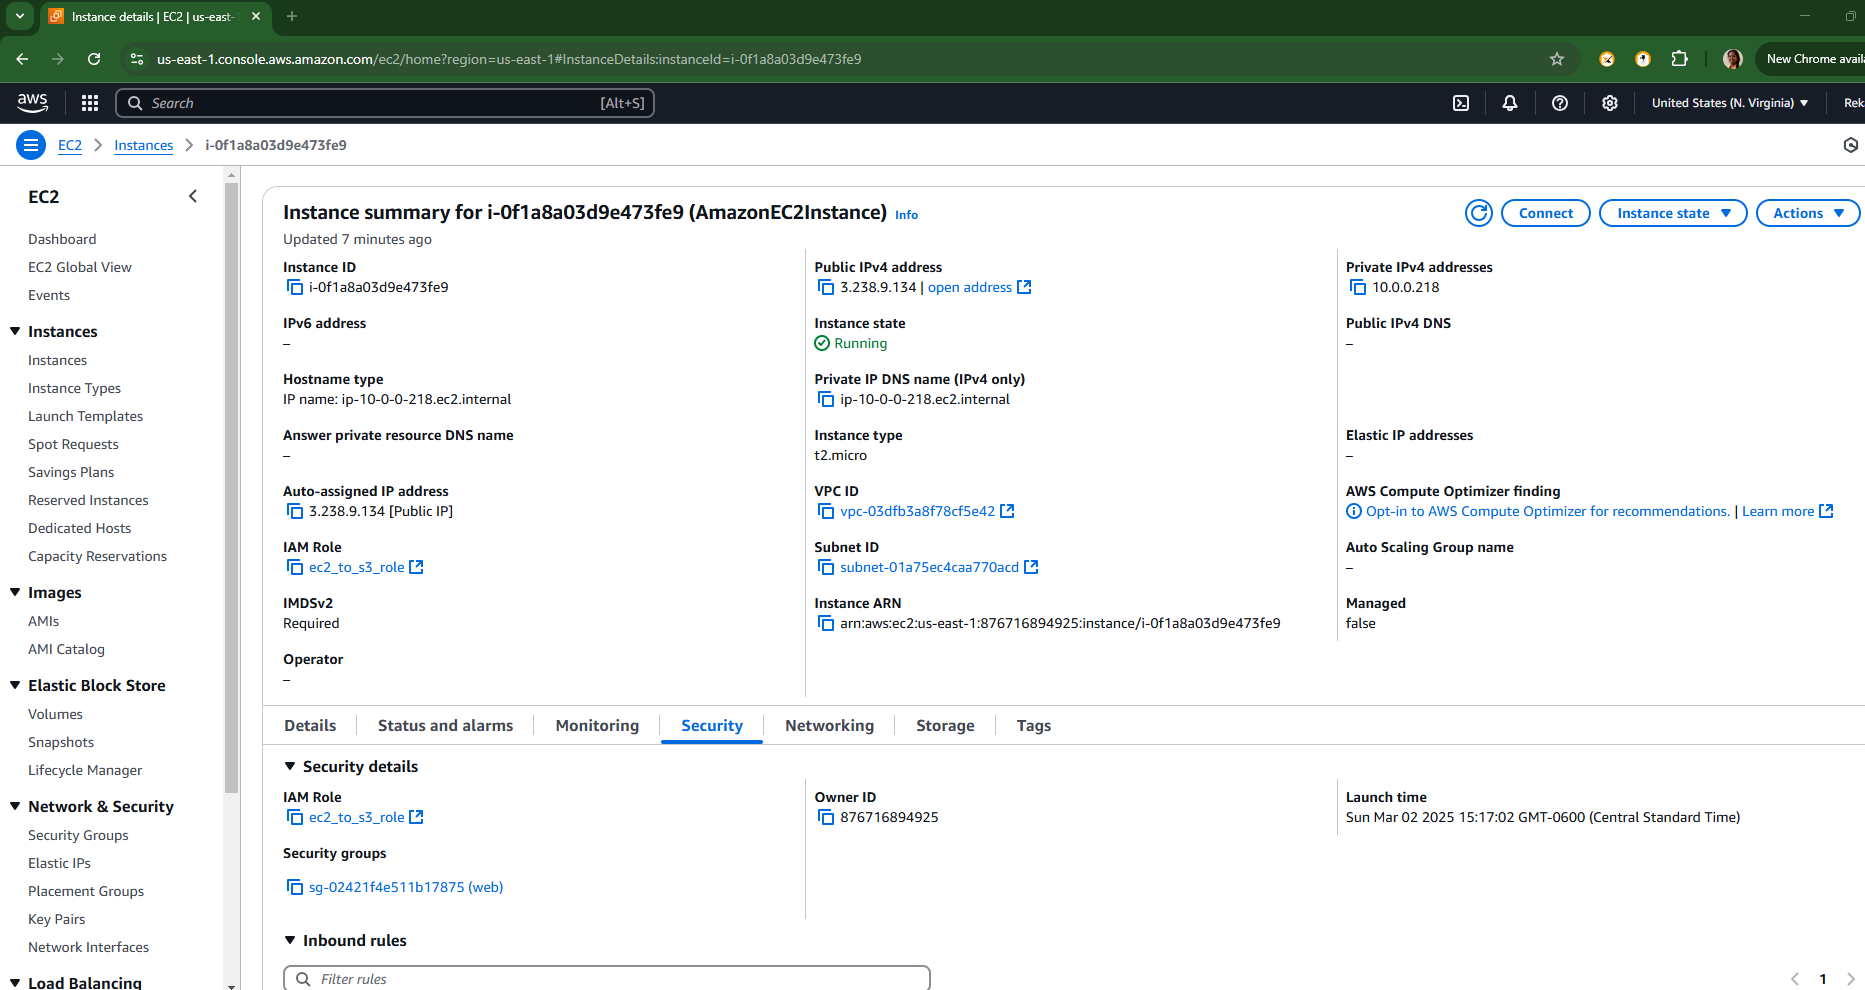 Instance details | EC2 | us-east-
us-east-1.console.aws.amazon.com/ec2/home?region=us-east-1#InstanceDetails:instanceId=i-0f1a8a03d9e473fe9
New Chrome availa
aws
Search
[Alt+S]
United States (N. Virginia)
Rek
EC2
Instances
i-0f1a8a03d9e473fe9
EC2
Dashboard
EC2 Global View
Events
Instances
Instances
Instance Types
Launch Templates
Spot Requests
Savings Plans
Reserved Instances
Dedicated Hosts
Capacity Reservations
Images
AMIs
AMI Catalog
Elastic Block Store
Volumes
Snapshots
Lifecycle Manager
Network & Security
Security Groups
Elastic IPs
Placement Groups
Key Pairs
Network Interfaces
Load Balancing
Instance summary for i-0f1a8a03d9e473fe9 (AmazonEC2Instance) Info
Updated 7 minutes ago
Connect
Instance state
Actions
Instance ID
i-0f1a8a03d9e473fe9
Public IPv4 address
3.238.9.134 | open address
Private IPv4 addresses
10.0.0.218
IPv6 address
–
Instance state
Running
Public IPv4 DNS
–
Hostname type
IP name: ip-10-0-0-218.ec2.internal
Private IP DNS name (IPv4 only)
ip-10-0-0-218.ec2.internal
Answer private resource DNS name
–
Instance type
t2.micro
Elastic IP addresses
–
Auto-assigned IP address
3.238.9.134 [Public IP]
VPC ID
vpc-03dfb3a8f78cf5e42
AWS Compute Optimizer finding
Opt-in to AWS Compute Optimizer for recommendations. | Learn more
IAM Role
ec2_to_s3_role
Subnet ID
subnet-01a75ec4caa770acd
Auto Scaling Group name
–
IMDSv2
Required
Instance ARN
arn:aws:ec2:us-east-1:876716894925:instance/i-0f1a8a03d9e473fe9
Managed
false
Operator
–
Details
Status and alarms
Monitoring
Security
Networking
Storage
Tags
Security details
IAM Role
ec2_to_s3_role
Owner ID
876716894925
Launch time
Sun Mar 02 2025 15:17:02 GMT-0600 (Central Standard Time)
Security groups
sg-02421f4e511b17875 (web)
Inbound rules
Filter rules
1